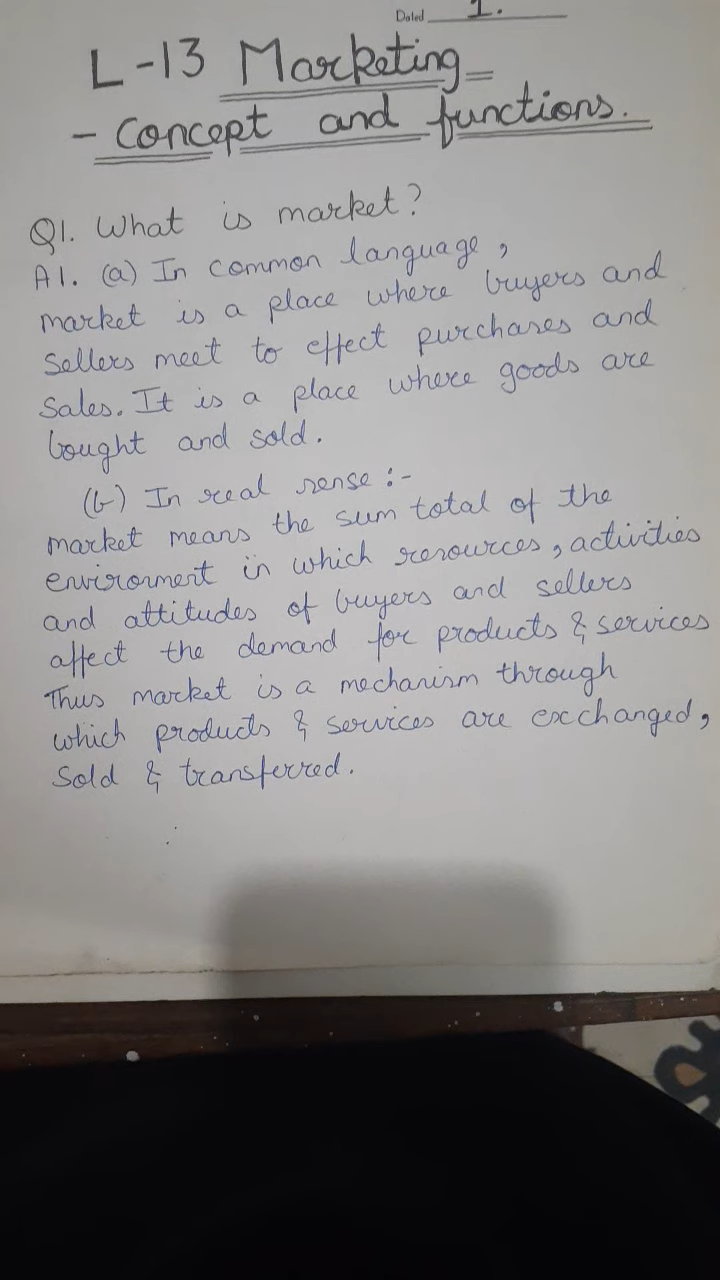 Dated 1.
L-13 Marketing
- Concept and functions.
Q1. What is market?
A1. (a) In common language,
market is a place where buyers and
sellers meet to effect purchases and
sales. It is a place where goods are
bought and sold.
(b) In real sense :-
market means the sum total of the
environment in which resources, activities
and attitudes of buyers and sellers
affect the demand for products & services
Thus market is a mechanism through
which products & services are exchanged,
sold & transferred.